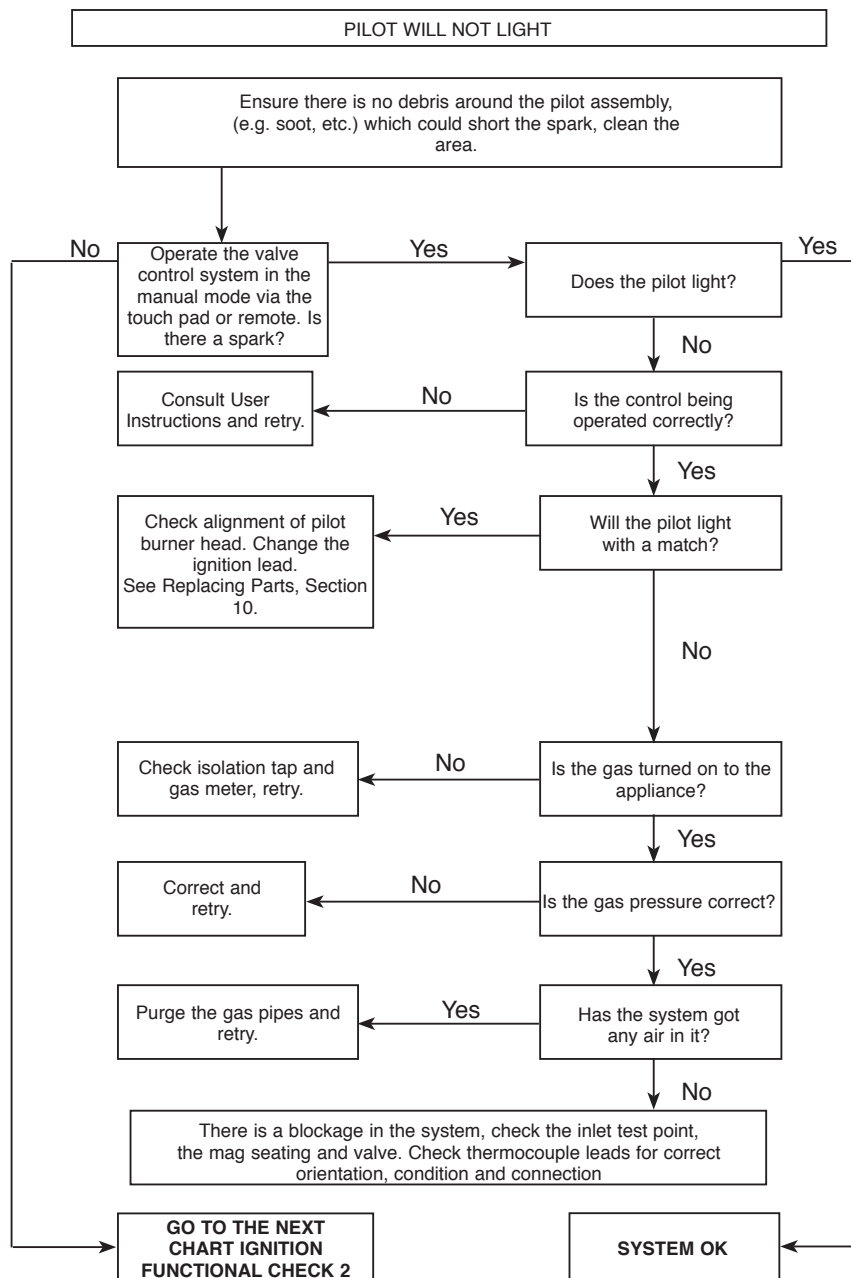 PILOT WILL NOT LIGHT
Ensure there is no debris around the pilot assembly,
(e.g. soot, etc.) which could short the spark, clean the
area.
No
Operate the valve
control system in the
manual mode via the
touch pad or remote. Is
there a spark?
Yes
Does the pilot light?
Yes
No
Consult User
Instructions and retry.
No
Is the control being
operated correctly?
Yes
Check alignment of pilot
burner head. Change the
ignition lead.
See Replacing Parts, Section
10.
Yes
Will the pilot light
with a match?
No
Check isolation tap and
gas meter, retry.
No
Is the gas turned on to the
appliance?
Yes
Correct and
retry.
No
Is the gas pressure correct?
Yes
Purge the gas pipes and
retry.
Yes
Has the system got
any air in it?
No
There is a blockage in the system, check the inlet test point,
the mag seating and valve. Check thermocouple leads for correct
orientation, condition and connection
GO TO THE NEXT
CHART IGNITION
FUNCTIONAL CHECK 2
SYSTEM OK